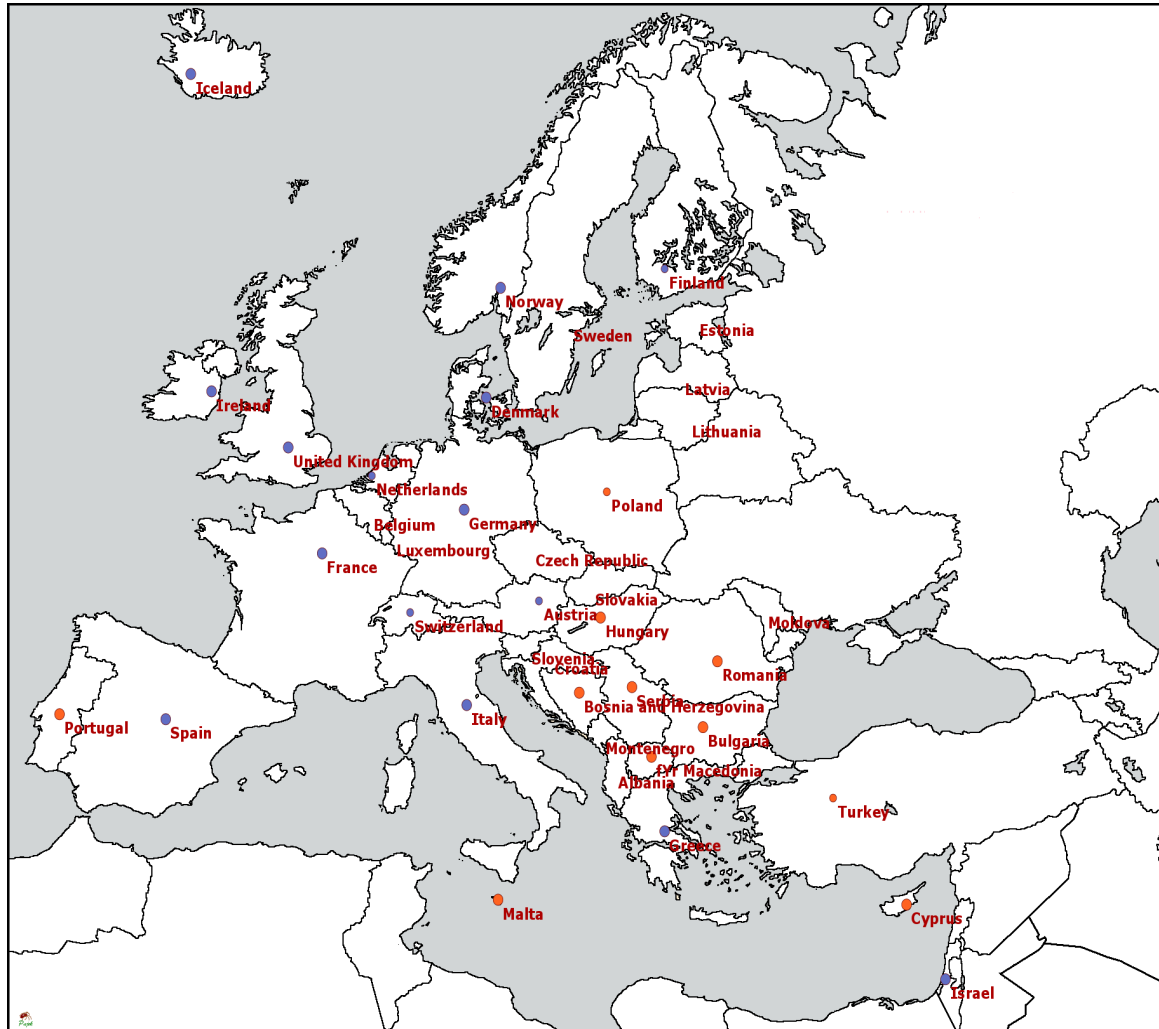 Iceland
Finland
Norway
Estonia
Sweden
Latvia
Ireland
Denmark
Lithuania
United Kingdom
Netherlands
Poland
Belgium
Germany
Luxembourg
Czech Republic
France
Slovakia
Austria
Switzerland
Moldova
Hungary
Slovenia
Croatia
Romania
Serbia
Bosnia and Herzegovina
Italy
Portugal
Spain
Bulgaria
Montenegro
fYr Macedonia
Albania
Turkey
Greece
Malta
Cyprus
Israel
Pajek